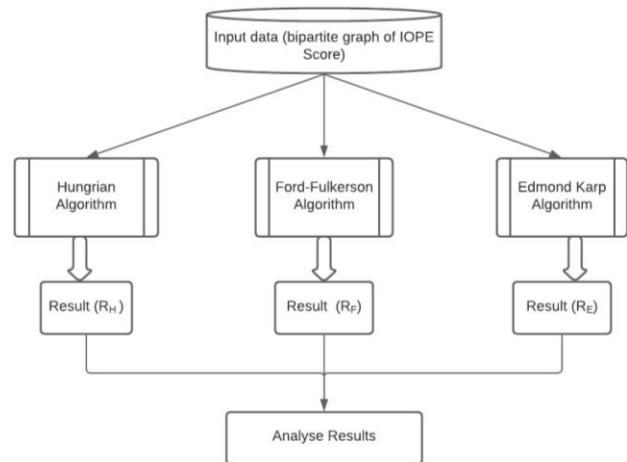 Input data (bipartite graph of IOPE
Score)
Hungrian
Algorithm
Ford-Fulkerson
Algorithm
Edmond Karp
Algorithm
Result (RH )
Result (RF)
Result (RE)
Analyse Results